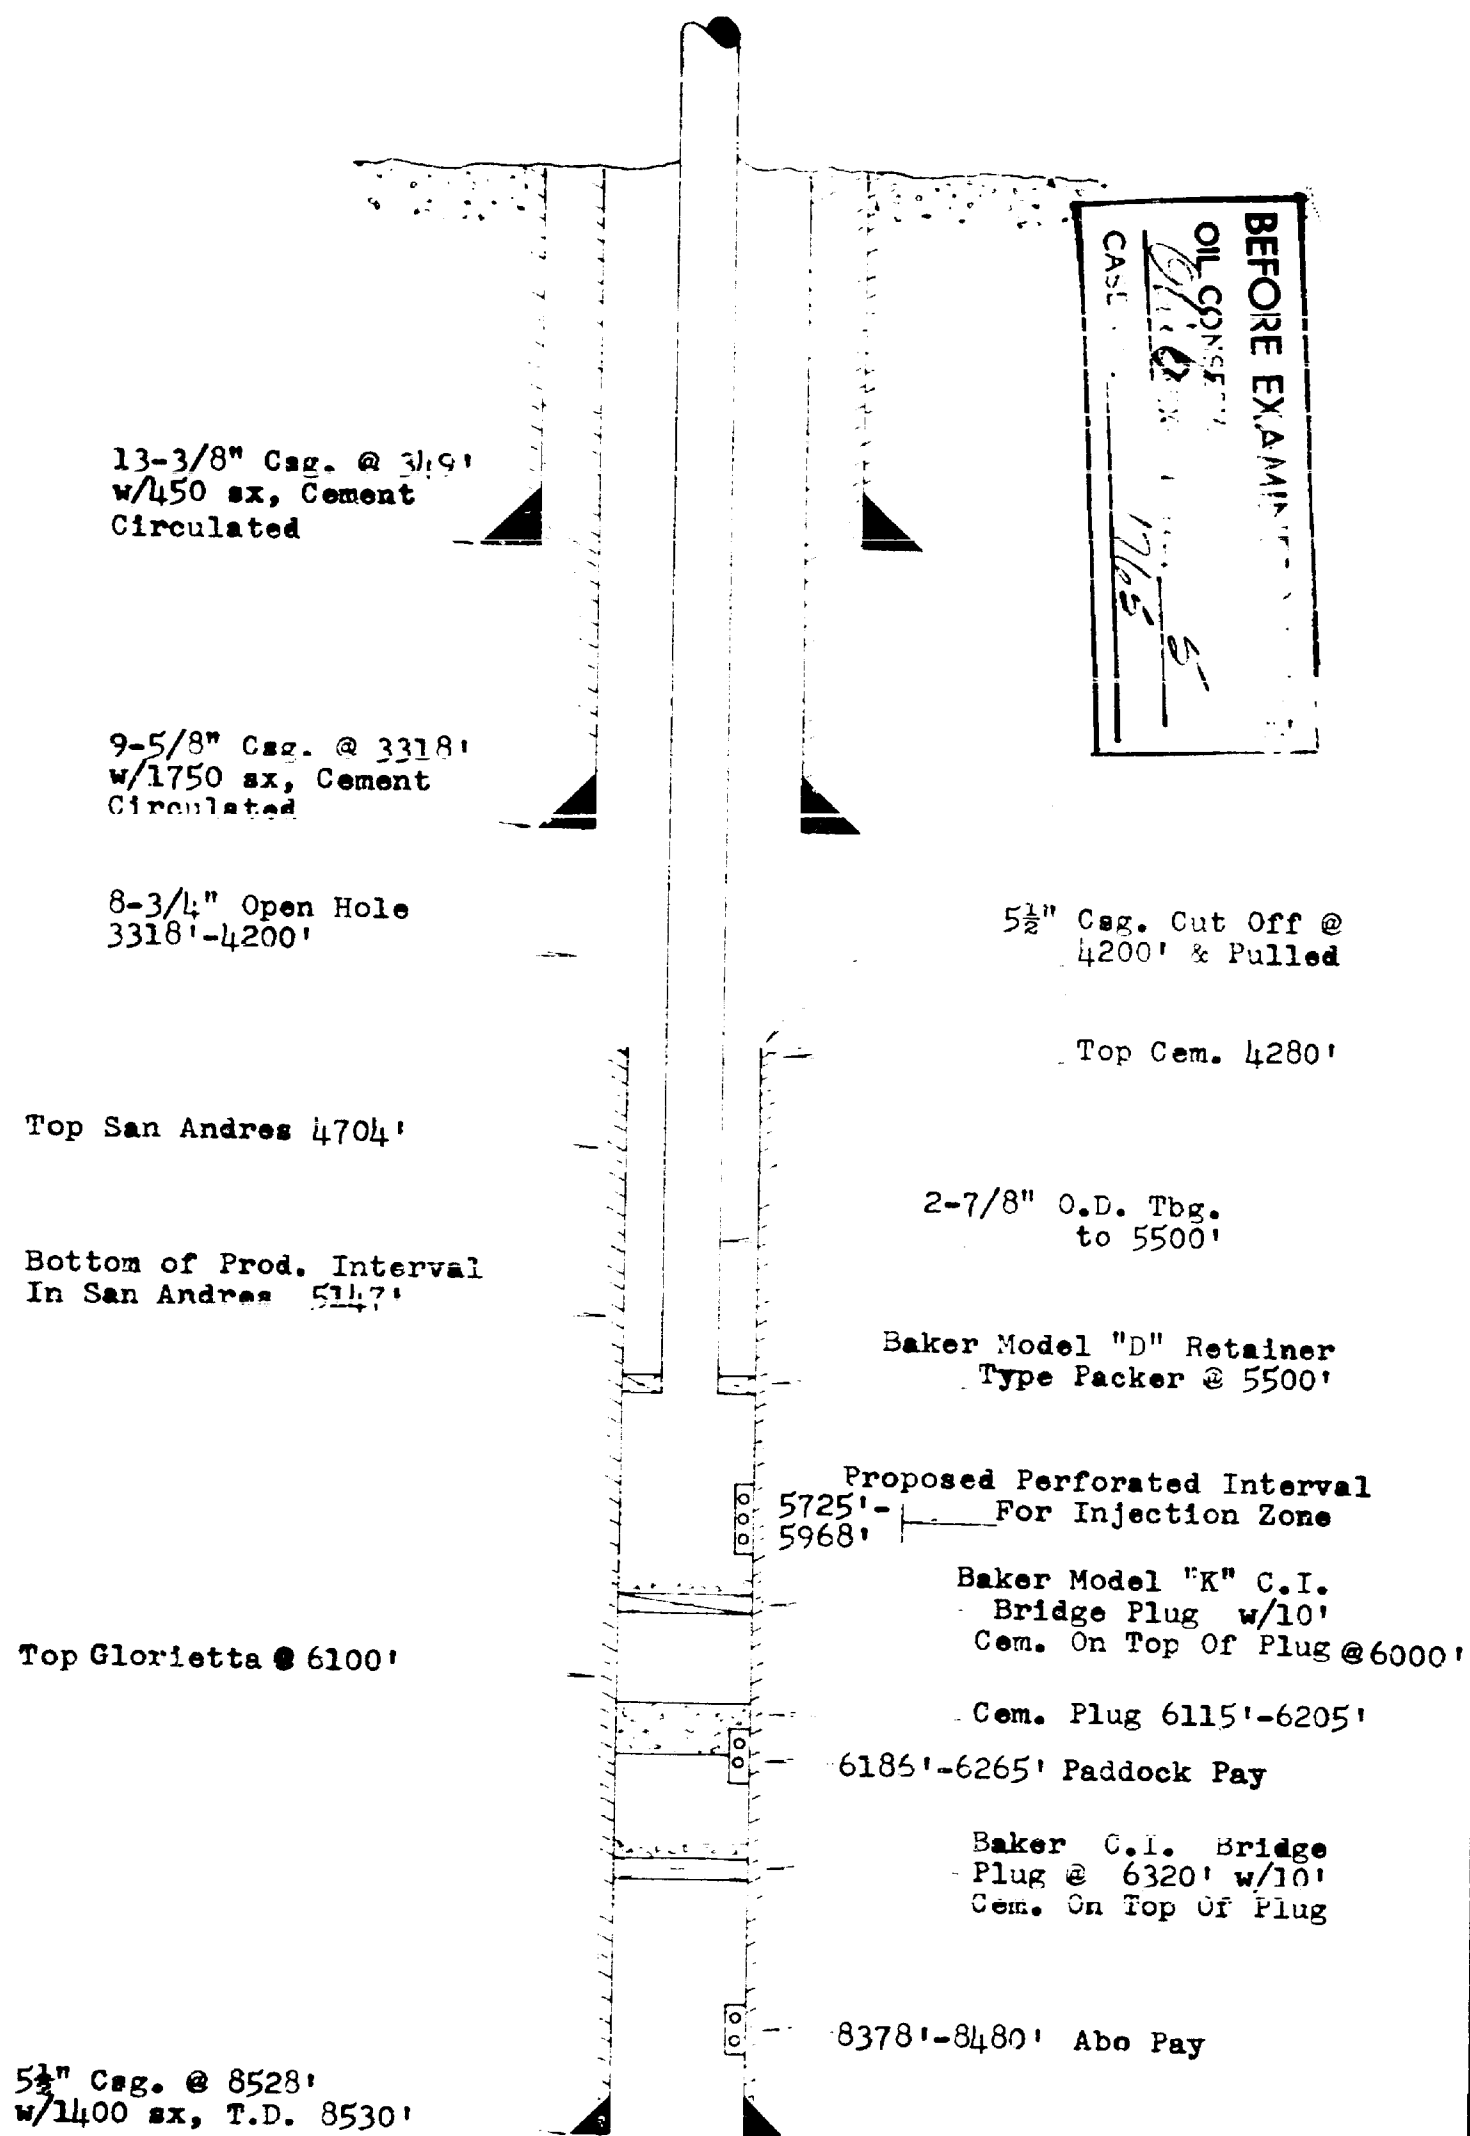 BEFORE EXAMINE
OIL CONSERV
5
CASE 1765
13-3/8" Csg. @ 349'
w/450 sx, Cement
Circulated
9-5/8" Csg. @ 3318'
w/1750 sx, Cement
Circulated
8-3/4" Open Hole
3318'-4200'
5½" Csg. Cut Off @
4200' & Pulled
Top Cem. 4280'
Top San Andres 4704'
2-7/8" O.D. Tbg.
to 5500'
Bottom of Prod. Interval
In San Andres 5147'
Baker Model "D" Retainer
Type Packer @ 5500'
Proposed Perforated Interval
5725'- For Injection Zone
5968'
Baker Model "K" C.I.
Bridge Plug w/10'
Cem. On Top Of Plug @6000'
Top Glorietta @ 6100'
Cem. Plug 6115'-6205'
6186'-6265' Paddock Pay
Baker C.I. Bridge
Plug @ 6320' w/10'
Cem. On Top Of Plug
8378'-8480' Abo Pay
5½" Csg. @ 8528'
w/1400 sx, T.D. 8530'